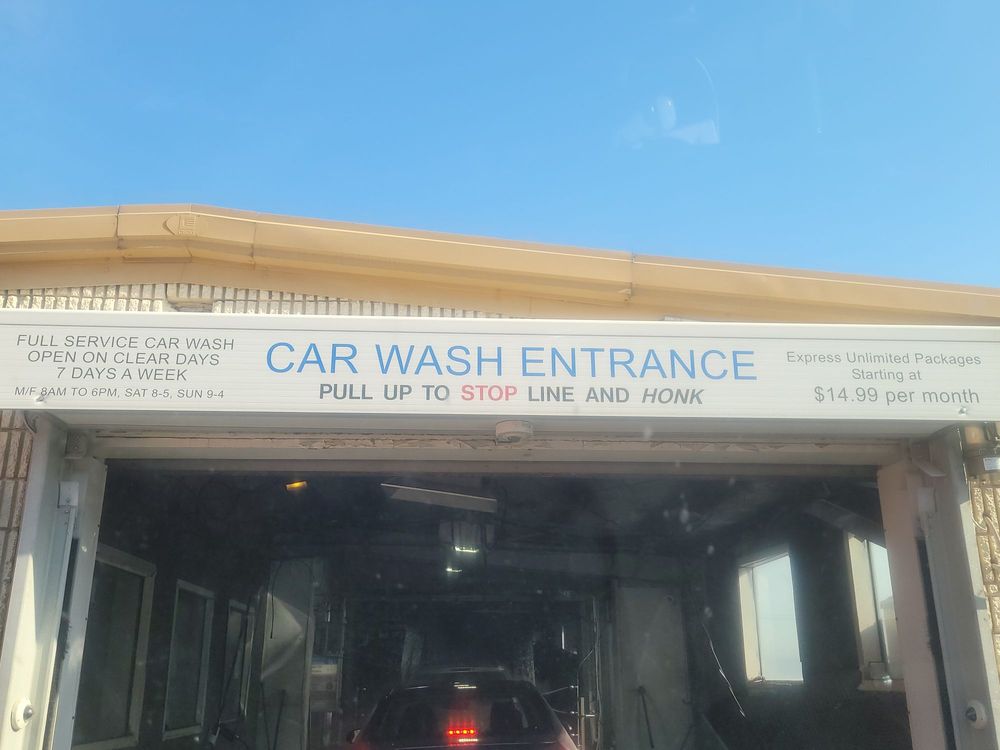 FULL SERVICE CAR WASH
OPEN ON CLEAR DAYS
7 DAYS A WEEK
M/F 8AM TO 6PM, SAT 8-5, SUN 9-4
CAR WASH ENTRANCE
PULL UP TO STOP LINE AND HONK
Express Unlimited Packages
Starting at
$14.99 per month